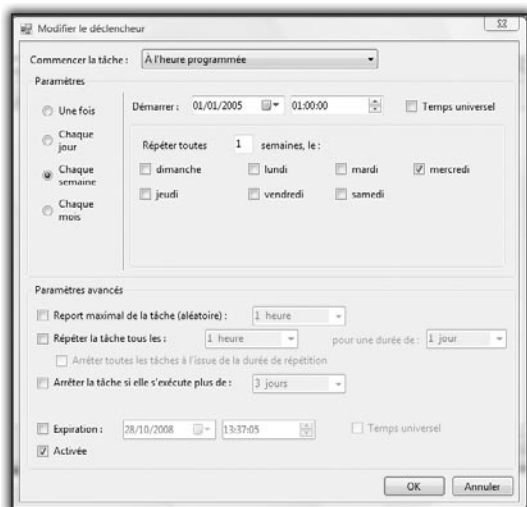 Modifier le déclencheur
Commencer la tâche : À l'heure programmée
Paramètres
Une fois
Chaque jour
Chaque semaine
Chaque mois
Démarrer : 01/01/2005 01:00:00 Temps universel
Répéter toutes 1 semaines, le :
dimanche lundi mardi mercredi
jeudi vendredi samedi
Paramètres avancés
Report maximal de la tâche (aléatoire) : 1 heure
Répéter la tâche tous les : 1 heure pour une durée de : 1 jour
Arrêter toutes les tâches à l'issue de la durée de répétition
Arrêter la tâche si elle s'exécute plus de : 3 jours
Expiration : 28/10/2008 13:37:05 Temps universel
Activée
OK Annuler